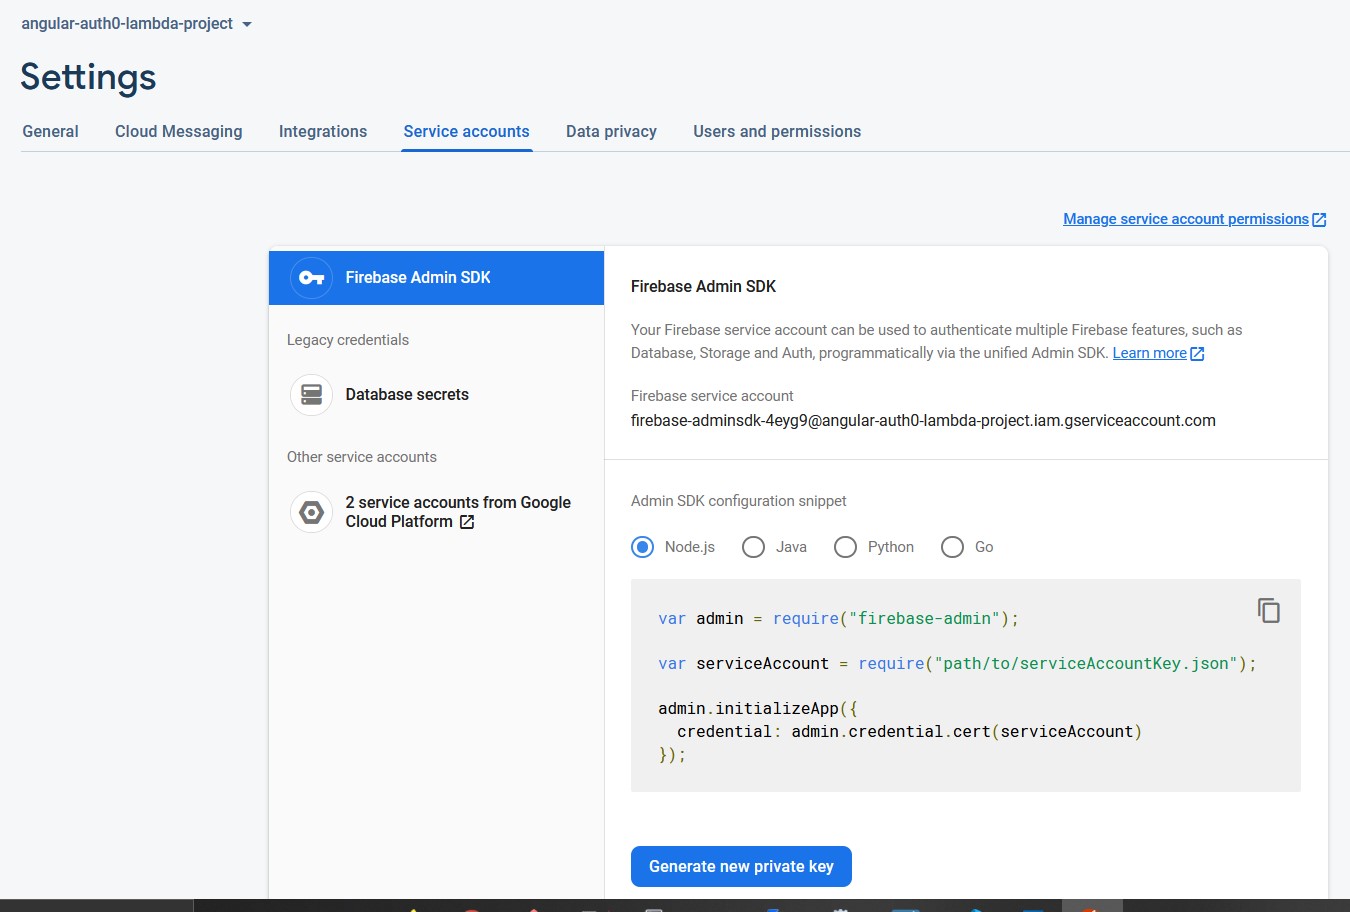 angular-auth0-lambda-project
Settings
General Cloud Messaging Integrations Service accounts Data privacy Users and permissions
Manage service account permissions
Firebase Admin SDK
Legacy credentials
Database secrets
Other service accounts
2 service accounts from Google
Cloud Platform
Firebase Admin SDK
Your Firebase service account can be used to authenticate multiple Firebase features, such as
Database, Storage and Auth, programmatically via the unified Admin SDK. Learn more
Firebase service account
firebase-adminsdk-4eyg9@angular-auth0-lambda-project.iam.gserviceaccount.com
Admin SDK configuration snippet
Node.js Java Python Go
var admin = require("firebase-admin");
var serviceAccount = require("path/to/serviceAccountKey.json");
admin.initializeApp({
  credential: admin.credential.cert(serviceAccount)
});
Generate new private key